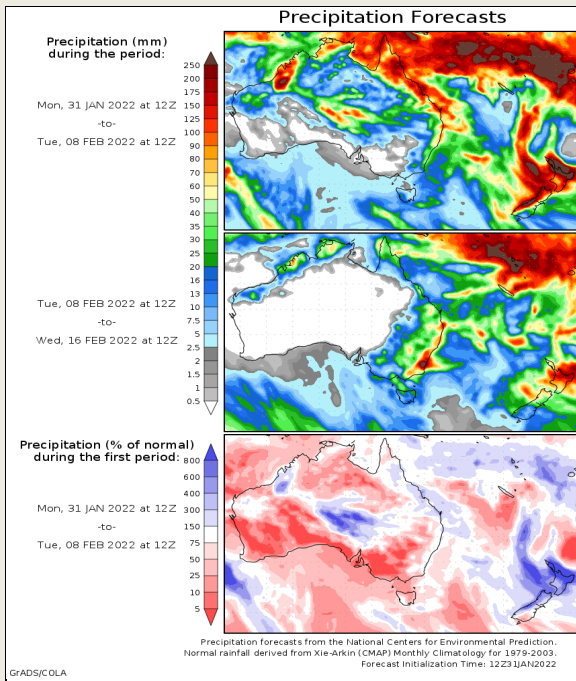 Precipitation Forecasts
Precipitation (mm)
during the period:
Mon, 31 JAN 2022 at 12Z
-to-
Tue, 08 FEB 2022 at 12Z
250
200
175
150
125
100
90
80
70
60
50
40
35
30
25
20
16
13
10
7.5
5
2.5
2
1.5
1
0.5
Tue, 08 FEB 2022 at 12Z
-to-
Wed, 16 FEB 2022 at 12Z
Precipitation (% of normal)
during the first period:
Mon, 31 JAN 2022 at 12Z
-to-
Tue, 08 FEB 2022 at 12Z
800
600
400
300
150
75
50
25
10
5
Precipitation forecasts from the National Centers for Environmental Prediction.
Normal rainfall derived from Xie-Arkin (CMAP) Monthly Climatology for 1979-2003.
Forecast Initialization Time: 12Z31JAN2022
GrADS/COLA